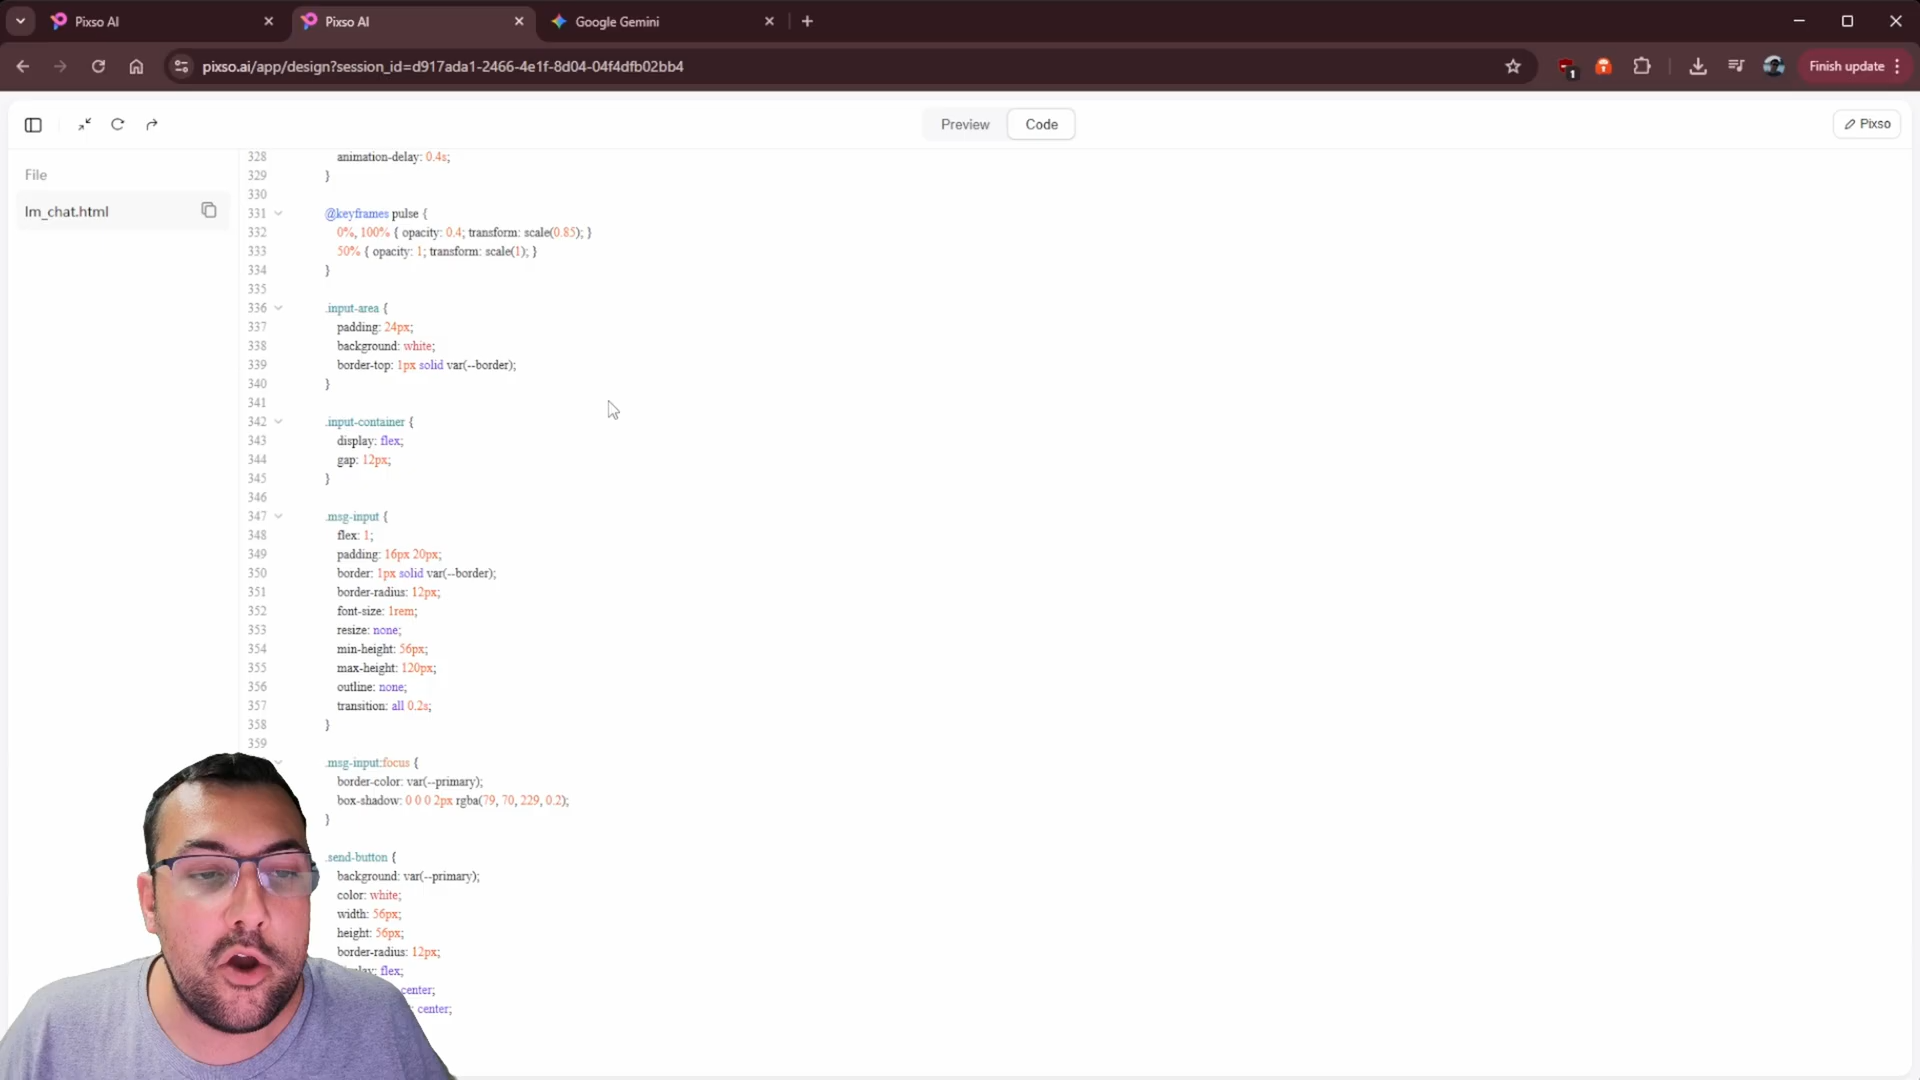 Pixso AI
Pixso AI
Google Gemini
pixso.ai/app/design?session_id=d917ada1-2466-4e1f-8d04-04f4dfb02bb4
1
Finish update
Preview
Code
Pixso
File
lm_chat.html
328 animation-delay: 0.4s;
329 }
330
331 @keyframes pulse {
332 0%, 100% { opacity: 0.4; transform: scale(0.85); }
333 50% { opacity: 1; transform: scale(1); }
334 }
335
336 .input-area {
337 padding: 24px;
338 background: white;
339 border-top: 1px solid var(--border);
340 }
341
342 .input-container {
343 display: flex;
344 gap: 12px;
345 }
346
347 .msg-input {
348 flex: 1;
349 padding: 16px 20px;
350 border: 1px solid var(--border);
351 border-radius: 12px;
352 font-size: 1rem;
353 resize: none;
354 min-height: 56px;
355 max-height: 120px;
356 outline: none;
357 transition: all 0.2s;
358 }
359
.msg-input:focus {
border-color: var(--primary);
box-shadow: 0 0 0 2px rgba(79, 70, 229, 0.2);
}
.send-button {
background: var(--primary);
color: white;
width: 56px;
height: 56px;
border-radius: 12px;
flex;
center;
: center;